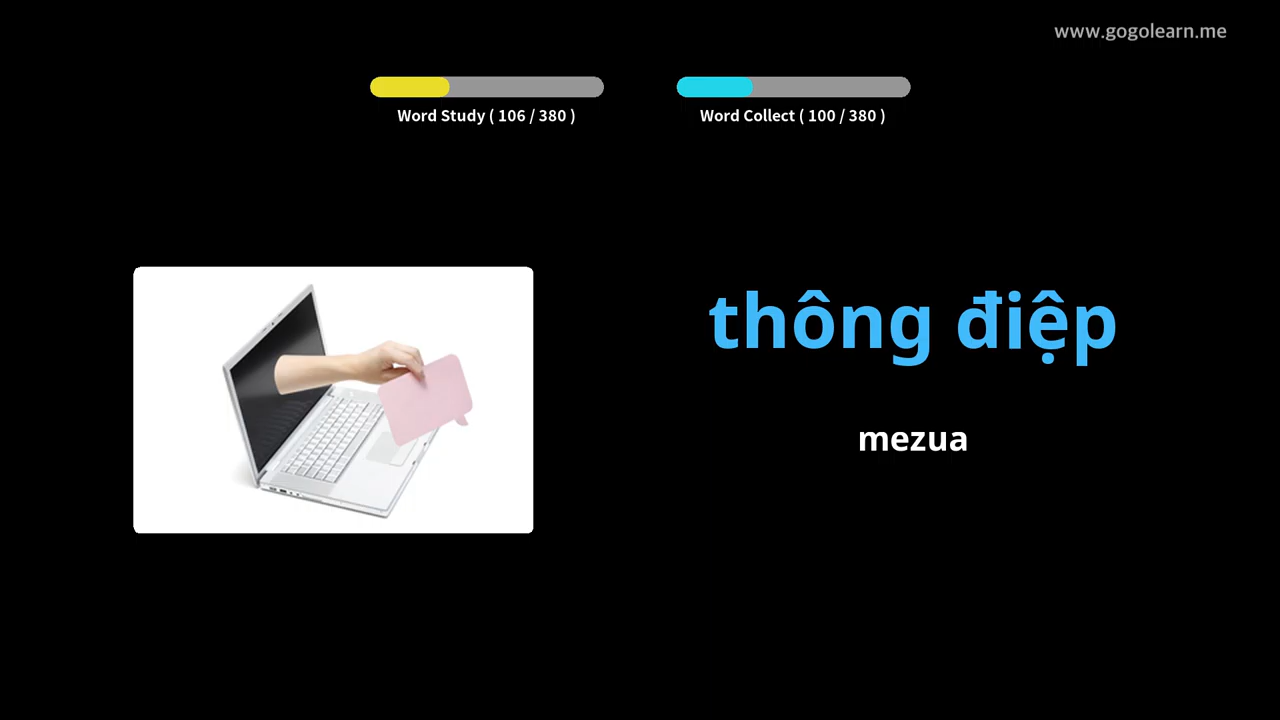 www.gogolearn.me
Word Study ( 106 / 380 )
Word Collect ( 100 / 380 )
thông điệp
mezua